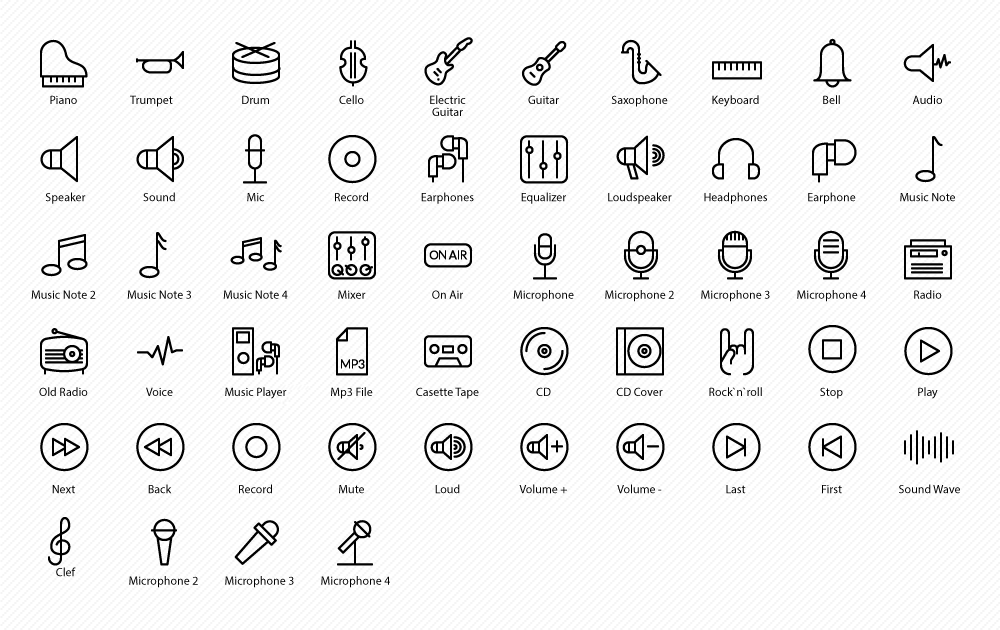 Piano Trumpet Drum Cello Electric Guitar Guitar Saxophone Keyboard Bell Audio
Speaker Sound Mic Record Earphones Equalizer Loudspeaker Headphones Earphone Music Note
ON AIR
Music Note 2 Music Note 3 Music Note 4 Mixer On Air Microphone Microphone 2 Microphone 3 Microphone 4 Radio
MP3
Old Radio Voice Music Player Mp3 File Casette Tape CD CD Cover Rock`n`roll Stop Play
Next Back Record Mute Loud Volume + Volume - Last First Sound Wave
Clef Microphone 2 Microphone 3 Microphone 4